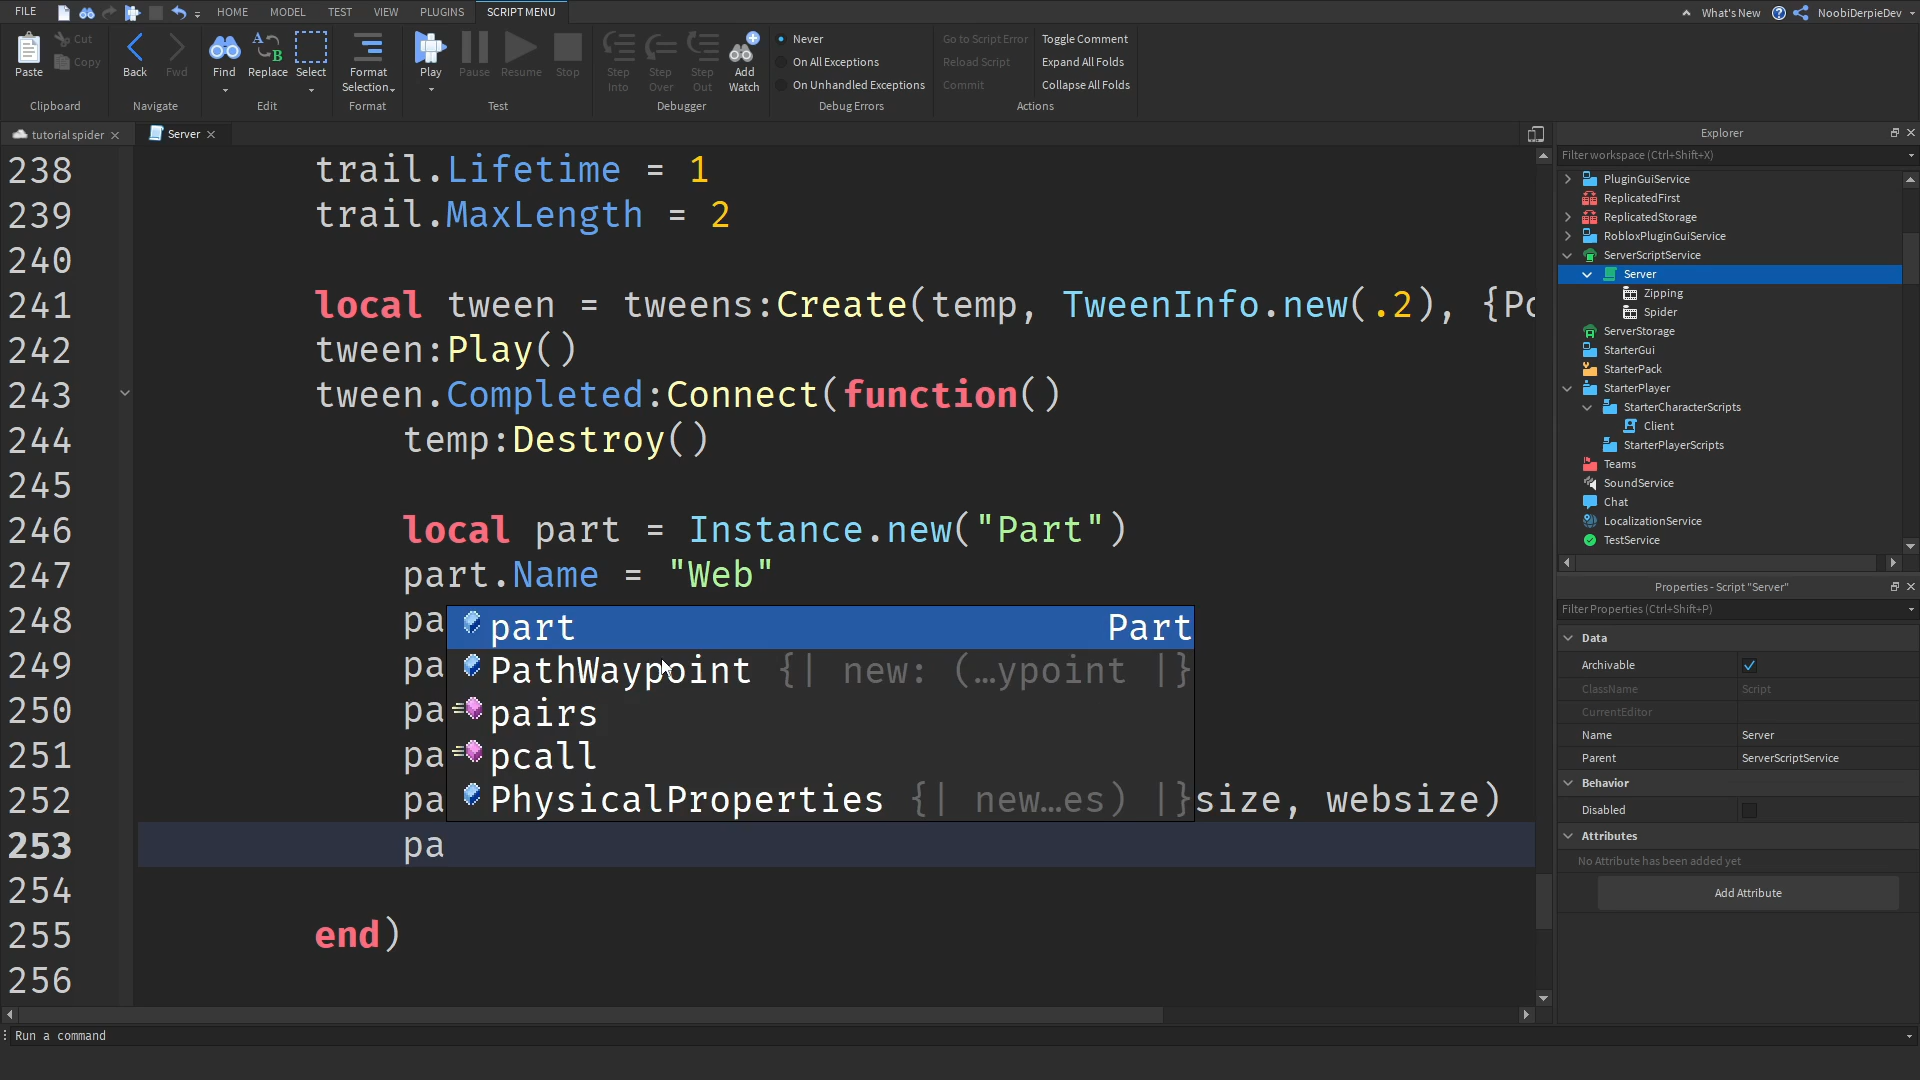 FILE HOME MODEL TEST VIEW PLUGINS SCRIPT MENU What's New NoobiDerpieDev
Paste Cut Copy Back Fwd Find Replace Select Format Selection Play Pause Resume Stop Step Into Step Over Step Out Add Watch
Never
On All Exceptions
On Unhandled Exceptions
Go to Script Error
Reload Script
Commit
Toggle Comment
Expand All Folds
Collapse All Folds
Clipboard Navigate Edit Format Test Debugger Debug Errors Actions
tutorial spider Server
238 trail.Lifetime = 1
239 trail.MaxLength = 2
240
241 local tween = tweens:Create(temp, TweenInfo.new(.2), {Po
242 tween:Play()
243 tween.Completed:Connect(function()
244 temp:Destroy()
245
246 local part = Instance.new("Part")
247 part.Name = "Web"
248 pa
249 pa
250 pa
251 pa
252 pa size, websize)
253 pa
254
255 end)
256
part Part
PathWaypoint {| new: (…ypoint |}
pairs
pcall
PhysicalProperties {| new…es) |}
Run a command
Explorer
Filter workspace (Ctrl+Shift+X)
PluginGuiService
ReplicatedFirst
ReplicatedStorage
RobloxPluginGuiService
ServerScriptService
Server
Zipping
Spider
ServerStorage
StarterGui
StarterPack
StarterPlayer
StarterCharacterScripts
Client
StarterPlayerScripts
Teams
SoundService
Chat
LocalizationService
TestService
Properties - Script "Server"
Filter Properties (Ctrl+Shift+P)
Data
Archivable
ClassName Script
CurrentEditor
Name Server
Parent ServerScriptService
Behavior
Disabled
Attributes
No Attribute has been added yet
Add Attribute